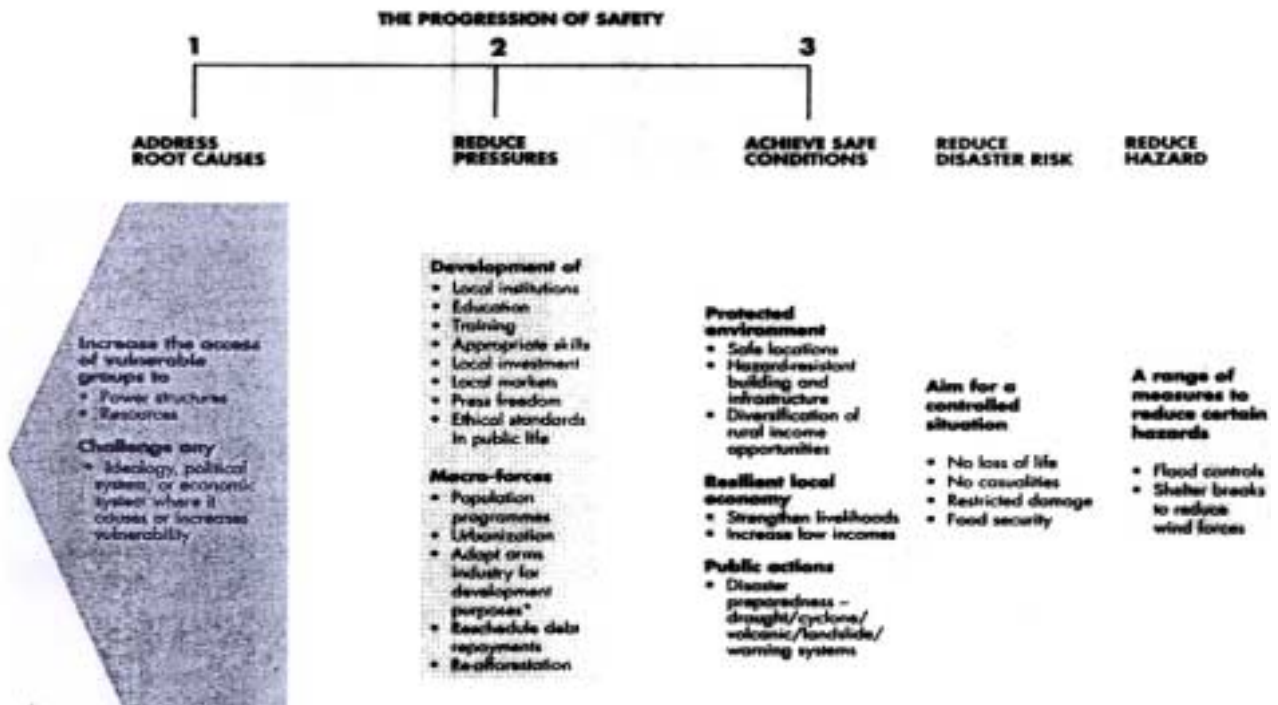 THE PROGRESSION OF SAFETY
1
2
3
ADDRESS
ROOT CAUSES
REDUCE
PRESSURES
ACHIEVE SAFE
CONDITIONS
REDUCE
DISASTER RISK
REDUCE
HAZARD
Increase the access
of vulnerable
groups to
• Power structures
• Resources
Challenge any
• Ideology, political
system, or economic
system where it
causes or increases
vulnerability
Development of
• Local institutions
• Education
• Training
• Appropriate skills
• Local investment
• Local markets
• Press freedom
• Ethical standards
in public life
Macro-forces
• Population
programmes
• Urbanization
• Adapt arms
industry for
development
purposes*
• Reschedule debt
repayments
• Re-afforestation
Protected
environment
• Safe locations
• Hazard-resistant
building and
infrastructure
• Diversification of
rural income
opportunities
Resilient local
economy
• Strengthen livelihoods
• Increase low incomes
Public actions
• Disaster
preparedness –
drought/cyclone/
volcanic/landslide/
warning systems
Aim for a
controlled
situation
• No loss of life
• No casualities
• Restricted damage
• Food security
A range of
measures to
reduce certain
hazards
• Flood controls
• Shelter breaks
to reduce
wind forces